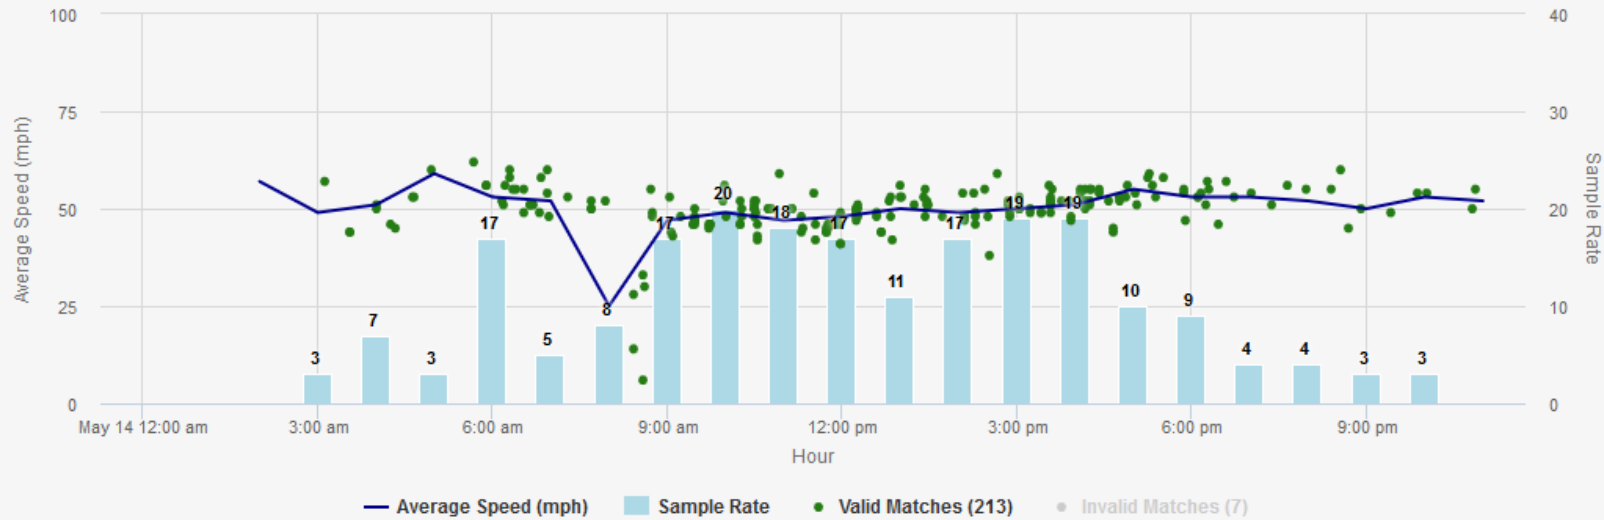 100
75
50
25
0
Average Speed (mph)
40
30
20
10
0
Sample Rate
3
7
3
17
5
8
17
20
18
17
11
17
19
19
10
9
4
4
3
3
May 14 12:00 am
3:00 am
6:00 am
9:00 am
12:00 pm
3:00 pm
6:00 pm
9:00 pm
Hour
Average Speed (mph)
Sample Rate
Valid Matches (213)
Invalid Matches (7)